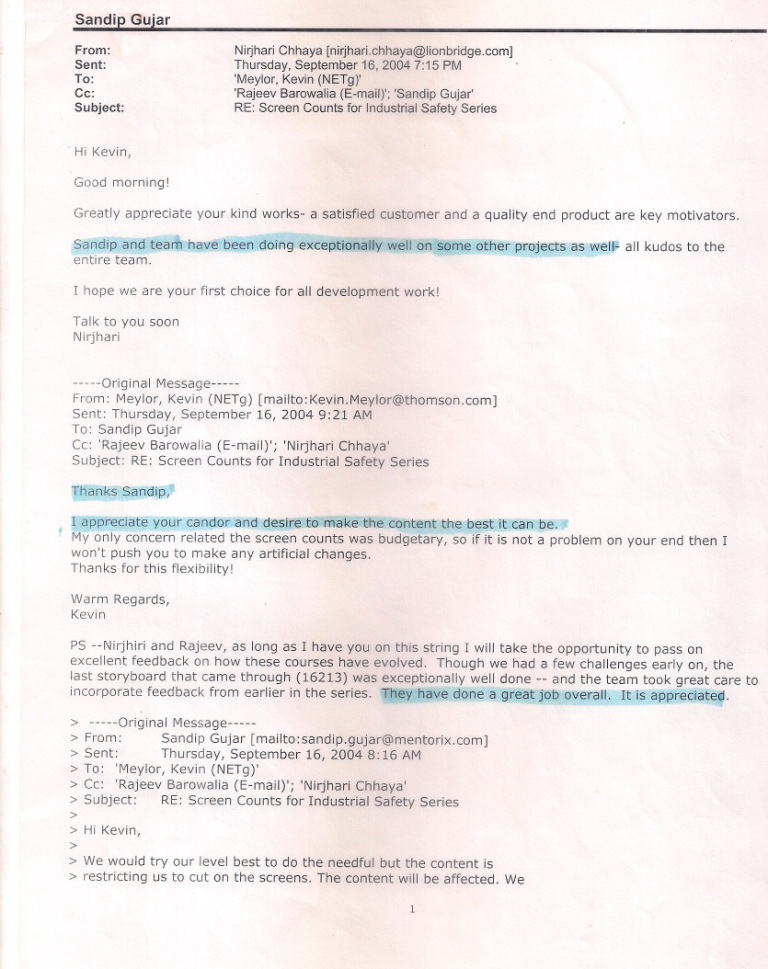 Sandip Gujar
From: Nirjhari Chhaya [nirjhari.chhaya@lionbridge.com]
Sent: Thursday, September 16, 2004 7:15 PM
To: 'Meylor, Kevin (NETg)'
Cc: 'Rajeev Barowalia (E-mail)'; 'Sandip Gujar'
Subject: RE: Screen Counts for Industrial Safety Series
Hi Kevin,
Good morning!
Greatly appreciate your kind works- a satisfied customer and a quality end product are key motivators.
Sandip and team have been doing exceptionally well on some other projects as well- all kudos to the
entire team.
I hope we are your first choice for all development work!
Talk to you soon
Nirjhari
-----Original Message-----
From: Meylor, Kevin (NETg) [mailto:Kevin.Meylor@thomson.com]
Sent: Thursday, September 16, 2004 9:21 AM
To: Sandip Gujar
Cc: 'Rajeev Barowalia (E-mail)'; 'Nirjhari Chhaya'
Subject: RE: Screen Counts for Industrial Safety Series
Thanks Sandip,
I appreciate your candor and desire to make the content the best it can be.
My only concern related the screen counts was budgetary, so if it is not a problem on your end then I
won't push you to make any artificial changes.
Thanks for this flexibility!
Warm Regards,
Kevin
PS --Nirjhiri and Rajeev, as long as I have you on this string I will take the opportunity to pass on
excellent feedback on how these courses have evolved.  Though we had a few challenges early on, the
last storyboard that came through (16213) was exceptionally well done -- and the team took great care to
incorporate feedback from earlier in the series.  They have done a great job overall.  It is appreciated.
>  -----Original Message-----
> From: Sandip Gujar [mailto:sandip.gujar@mentorix.com]
> Sent: Thursday, September 16, 2004 8:16 AM
> To: 'Meylor, Kevin (NETg)'
> Cc: 'Rajeev Barowalia (E-mail)'; 'Nirjhari Chhaya'
> Subject: RE: Screen Counts for Industrial Safety Series
>
> Hi Kevin,
>
> We would try our level best to do the needful but the content is
> restricting us to cut on the screens. The content will be affected. We
1